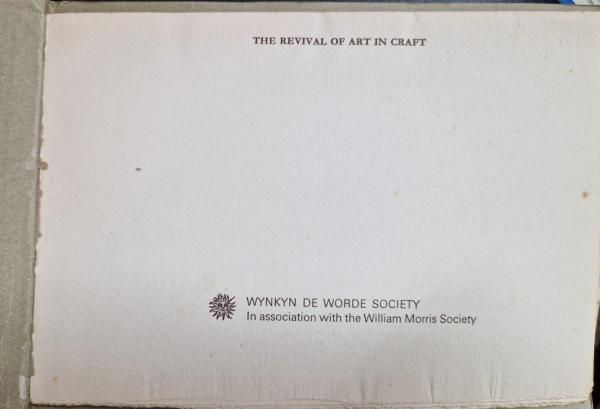 THE REVIVAL OF ART IN CRAFT
WYNKYN DE WORDE SOCIETY
In association with the William Morris Society